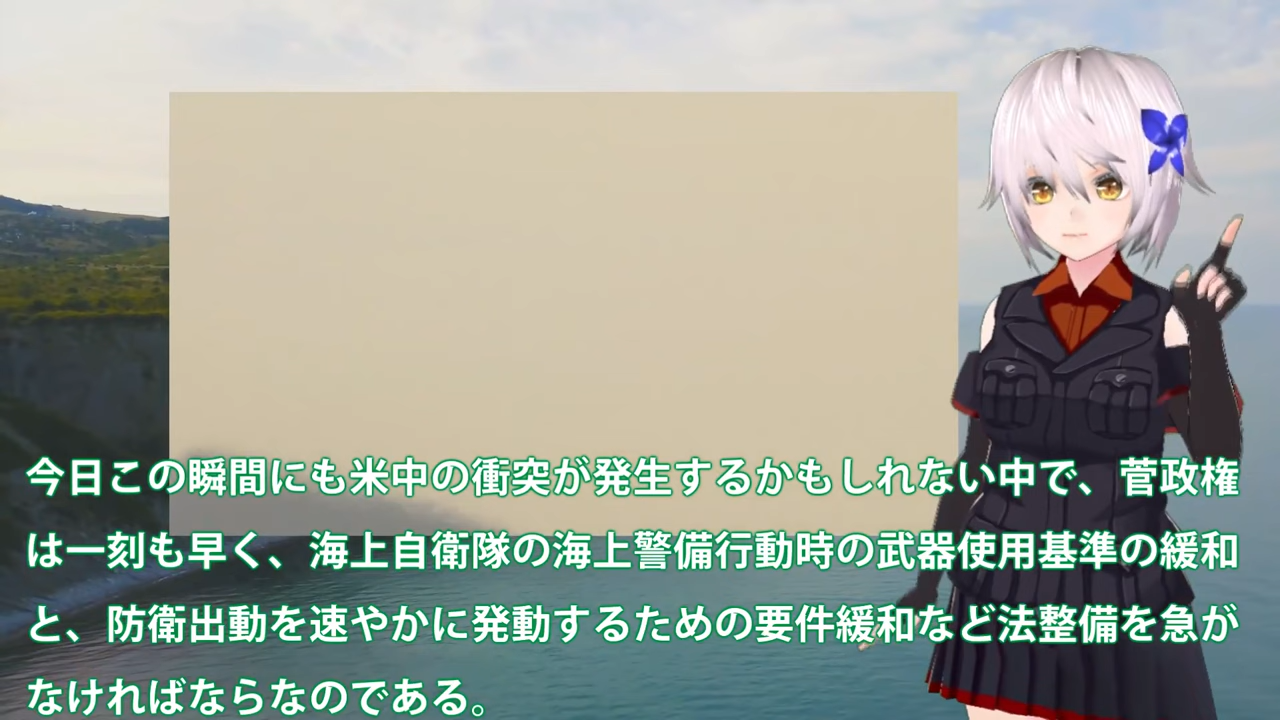 今日この瞬間にも米中の衝突が発生するかもしれない中で、菅政権
は一刻も早く、海上自衛隊の海上警備行動時の武器使用基準の緩和
と、防衛出動を速やかに発動するための要件緩和など法整備を急が
なければならなのである。